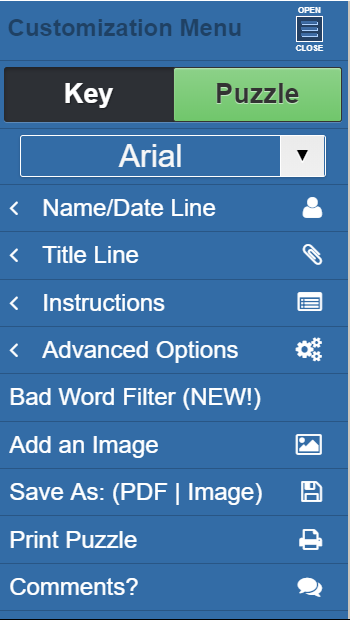 Customization Menu
OPEN
CLOSE
Key Puzzle
Arial
Name/Date Line
Title Line
Instructions
Advanced Options
Bad Word Filter (NEW!)
Add an Image
Save As: (PDF | Image)
Print Puzzle
Comments?